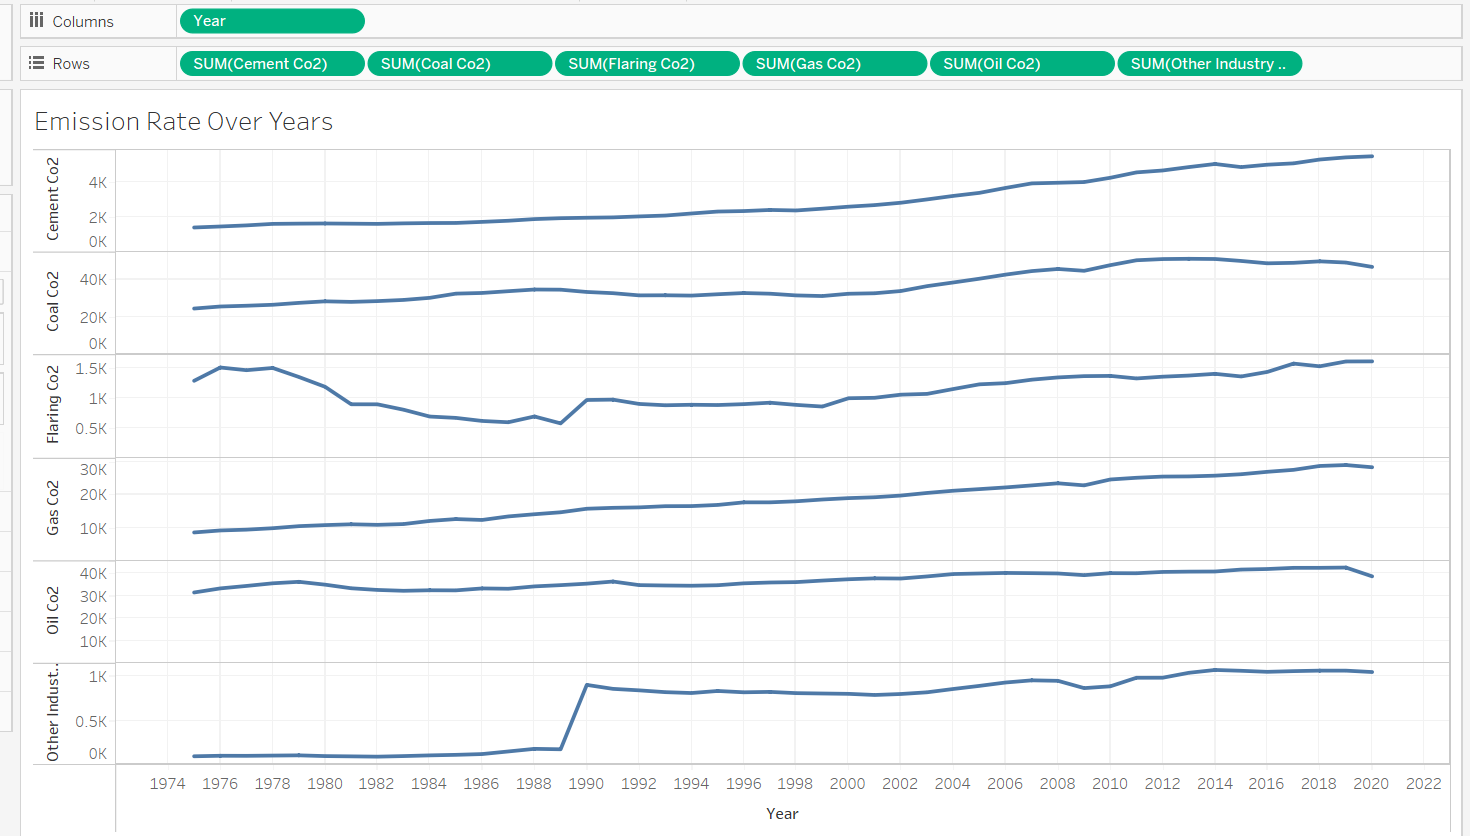 Columns Year
Rows SUM(Cement Co2) SUM(Coal Co2) SUM(Flaring Co2) SUM(Gas Co2) SUM(Oil Co2) SUM(Other Industry ..
Emission Rate Over Years
Cement Co2
4K
2K
0K
Coal Co2
40K
20K
0K
Flaring Co2
1.5K
1K
0.5K
Gas Co2
30K
20K
10K
Oil Co2
40K
30K
20K
10K
Other Indust..
1K
0.5K
0K
1974 1976 1978 1980 1982 1984 1986 1988 1990 1992 1994 1996 1998 2000 2002 2004 2006 2008 2010 2012 2014 2016 2018 2020 2022
Year